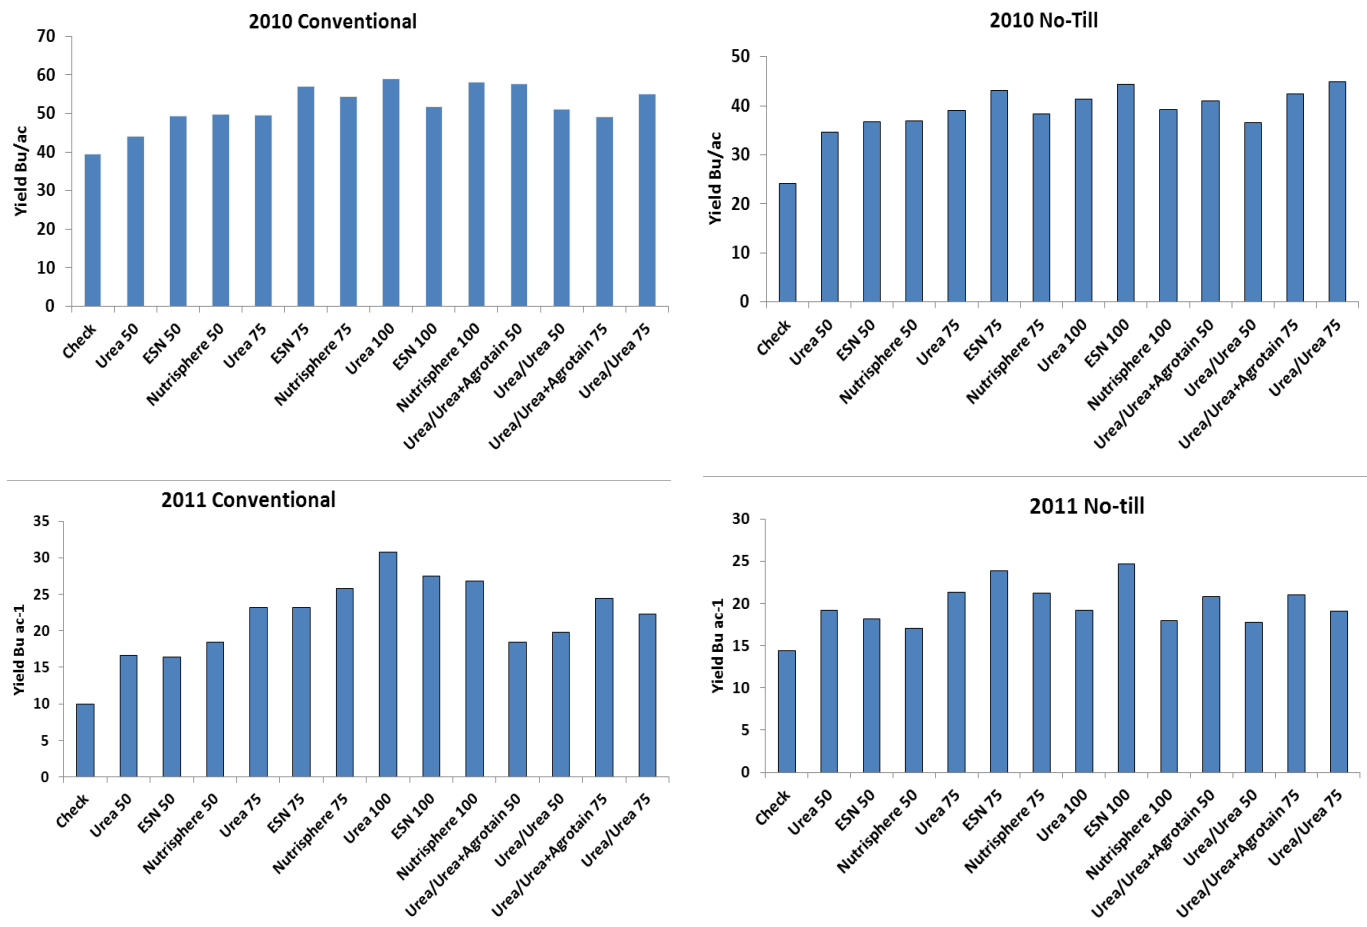 2010 Conventional
Yield Bu/ac
70
60
50
40
30
20
10
0
Check
Urea 50
ESN 50
Nutrisphere 50
Urea 75
ESN 75
Nutrisphere 75
Urea 100
ESN 100
Nutrisphere 100
Urea/Urea+Agrotain 50
Urea/Urea 50
Urea/Urea+Agrotain 75
Urea/Urea 75
2010 No-Till
Yield Bu/ac
50
40
30
20
10
0
Check
Urea 50
ESN 50
Nutrisphere 50
Urea 75
ESN 75
Nutrisphere 75
Urea 100
ESN 100
Nutrisphere 100
Urea/Urea+Agrotain 50
Urea/Urea 50
Urea/Urea+Agrotain 75
Urea/Urea 75
2011 Conventional
Yield Bu ac-1
35
30
25
20
15
10
5
0
Check
Urea 50
ESN 50
Nutrisphere 50
Urea 75
ESN 75
Nutrisphere 75
Urea 100
ESN 100
Nutrisphere 100
Urea/Urea+Agrotain 50
Urea/Urea 50
Urea/Urea+Agrotain 75
Urea/Urea 75
2011 No-till
Yield Bu ac-1
30
25
20
15
10
5
0
Check
Urea 50
ESN 50
Nutrisphere 50
Urea 75
ESN 75
Nutrisphere 75
Urea 100
ESN 100
Nutrisphere 100
Urea/Urea+Agrotain 50
Urea/Urea 50
Urea/Urea+Agrotain 75
Urea/Urea 75